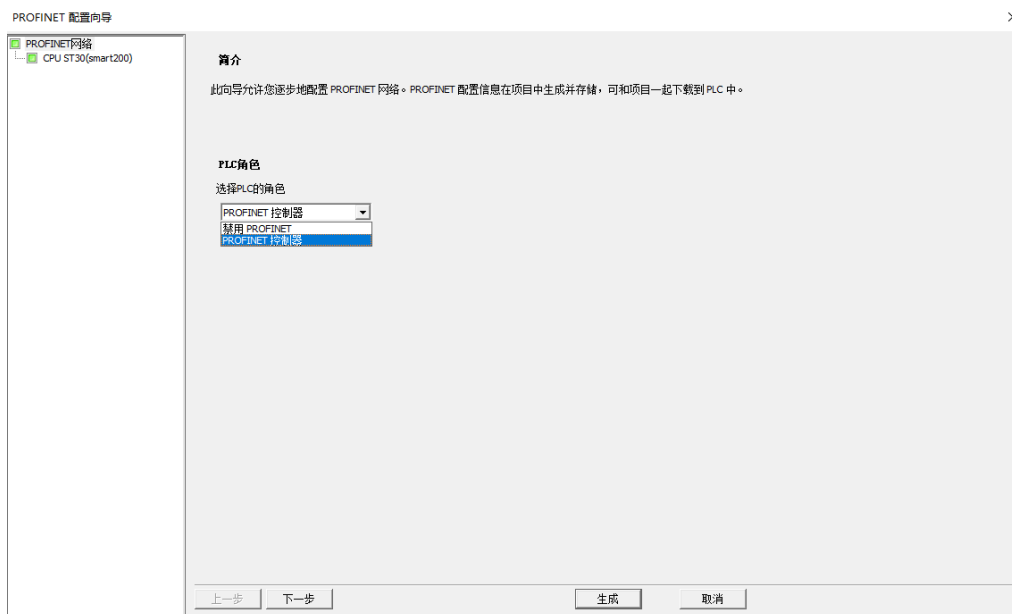 PROFINET 配置向导
PROFINET网络
CPU ST30(smart200)
简介
此向导允许您逐步地配置 PROFINET 网络。PROFINET 配置信息在项目中生成并存储，可和项目一起下载到 PLC 中。
PLC角色
选择PLC的角色
PROFINET 控制器
禁用 PROFINET
PROFINET 控制器
上一步
下一步
生成
取消